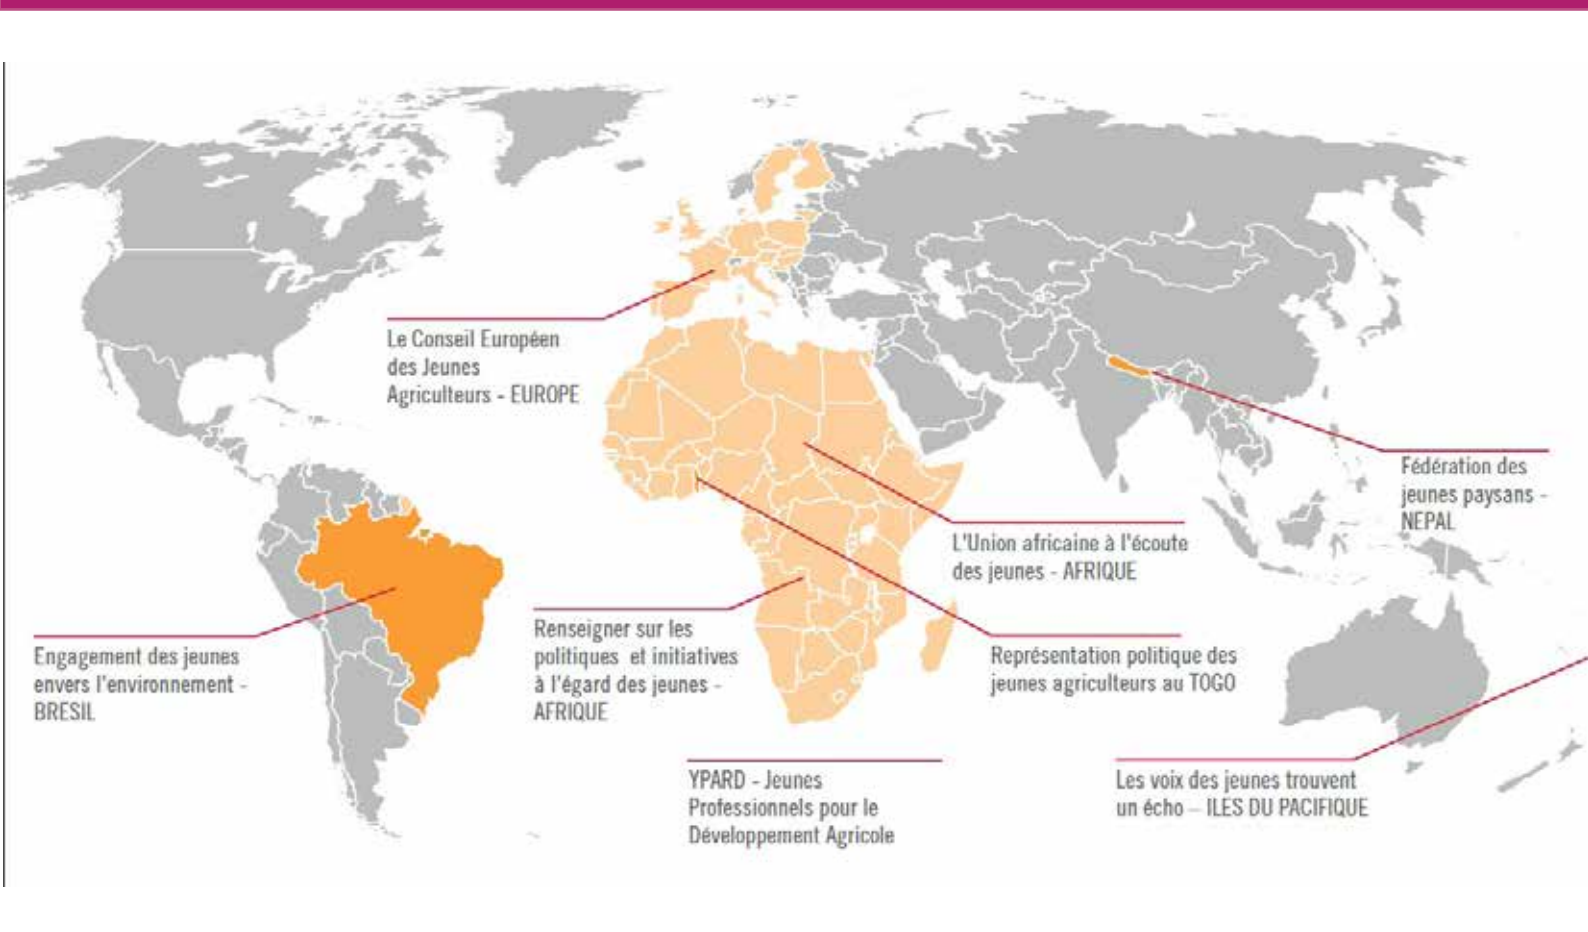 Le Conseil Européen
des Jeunes
Agriculteurs - EUROPE
Fédération des
jeunes paysans -
NEPAL
L'Union africaine à l'écoute
des jeunes - AFRIQUE
Engagement des jeunes
envers l'environnement -
BRESIL
Renseigner sur les
politiques et initiatives
à l'égard des jeunes -
AFRIQUE
Représentation politique des
jeunes agriculteurs au TOGO
YPARD - Jeunes
Professionnels pour le
Développement Agricole
Les voix des jeunes trouvent
un écho – ILES DU PACIFIQUE